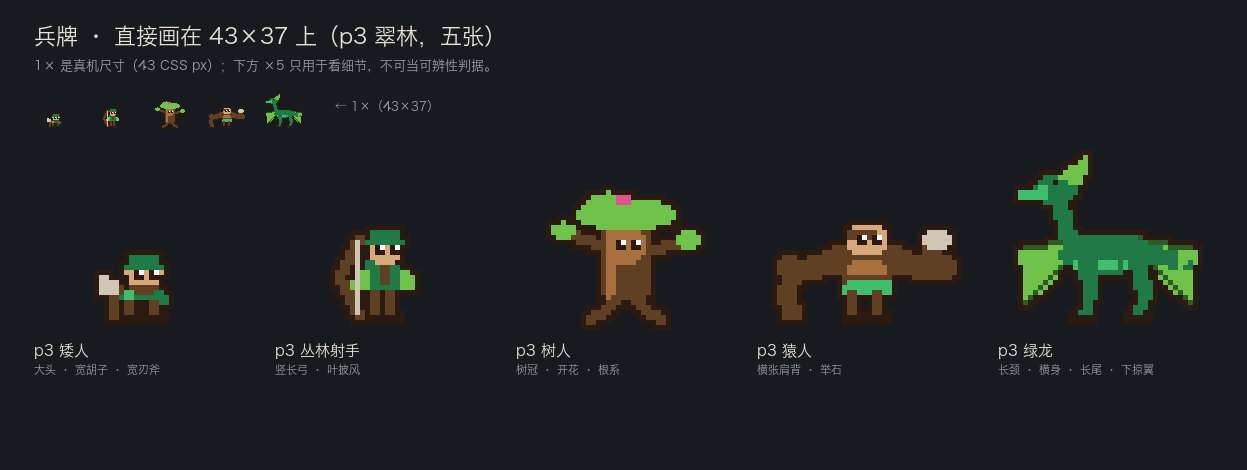 兵牌 · 直接画在 43×37 上（p3 翠林，五张）
1× 是真机尺寸（43 CSS px）；下方 ×5 只用于看细节，不可当可辨性判据。
← 1×（43×37）
p3 矮人
大头 · 宽胡子 · 宽刃斧
p3 丛林射手
竖长弓 · 叶披风
p3 树人
树冠 · 开花 · 根系
p3 猿人
横张肩背 · 举石
p3 绿龙
长颈 · 横身 · 长尾 · 下掠翼